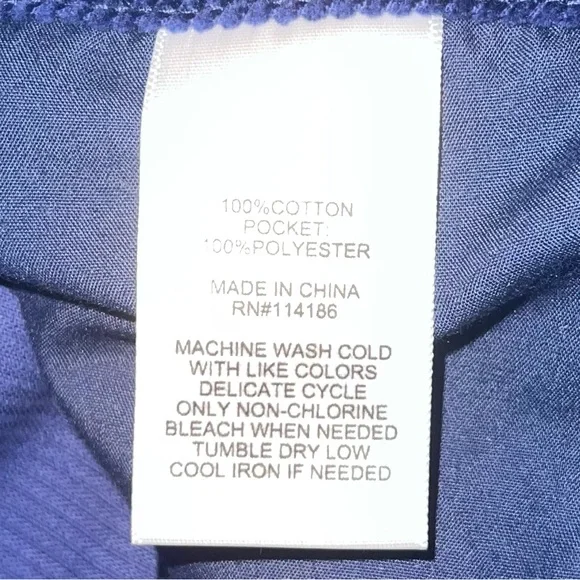 100%COTTON
POCKET:
100%POLYESTER
MADE IN CHINA
RN#114186
MACHINE WASH COLD
WITH LIKE COLORS
DELICATE CYCLE
ONLY NON-CHLORINE
BLEACH WHEN NEEDED
TUMBLE DRY LOW
COOL IRON IF NEEDED